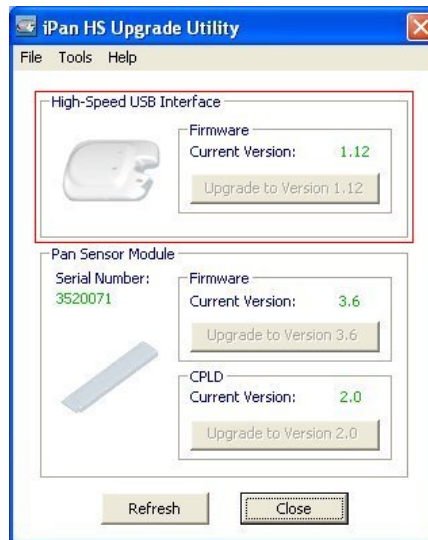 iPan HS Upgrade Utility
File Tools Help
High-Speed USB Interface
Firmware
Current Version: 1.12
Upgrade to Version 1.12
Pan Sensor Module
Serial Number:
3520071
Firmware
Current Version: 3.6
Upgrade to Version 3.6
CPLD
Current Version: 2.0
Upgrade to Version 2.0
Refresh Close